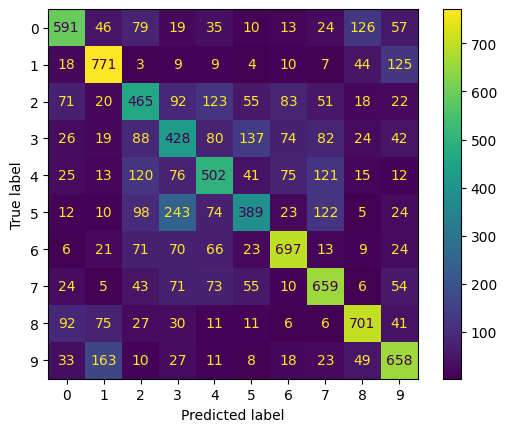 0 591 46 79 19 35 10 13 24 126 57
1 18 771 3 9 9 4 10 7 44 125
2 71 20 465 92 123 55 83 51 18 22
3 26 19 88 428 80 137 74 82 24 42
4 25 13 120 76 502 41 75 121 15 12
5 12 10 98 243 74 389 23 122 5 24
6 6 21 71 70 66 23 697 13 9 24
7 24 5 43 71 73 55 10 659 6 54
8 92 75 27 30 11 11 6 6 701 41
9 33 163 10 27 11 8 18 23 49 658
0 1 2 3 4 5 6 7 8 9
Predicted label
True label
700
600
500
400
300
200
100